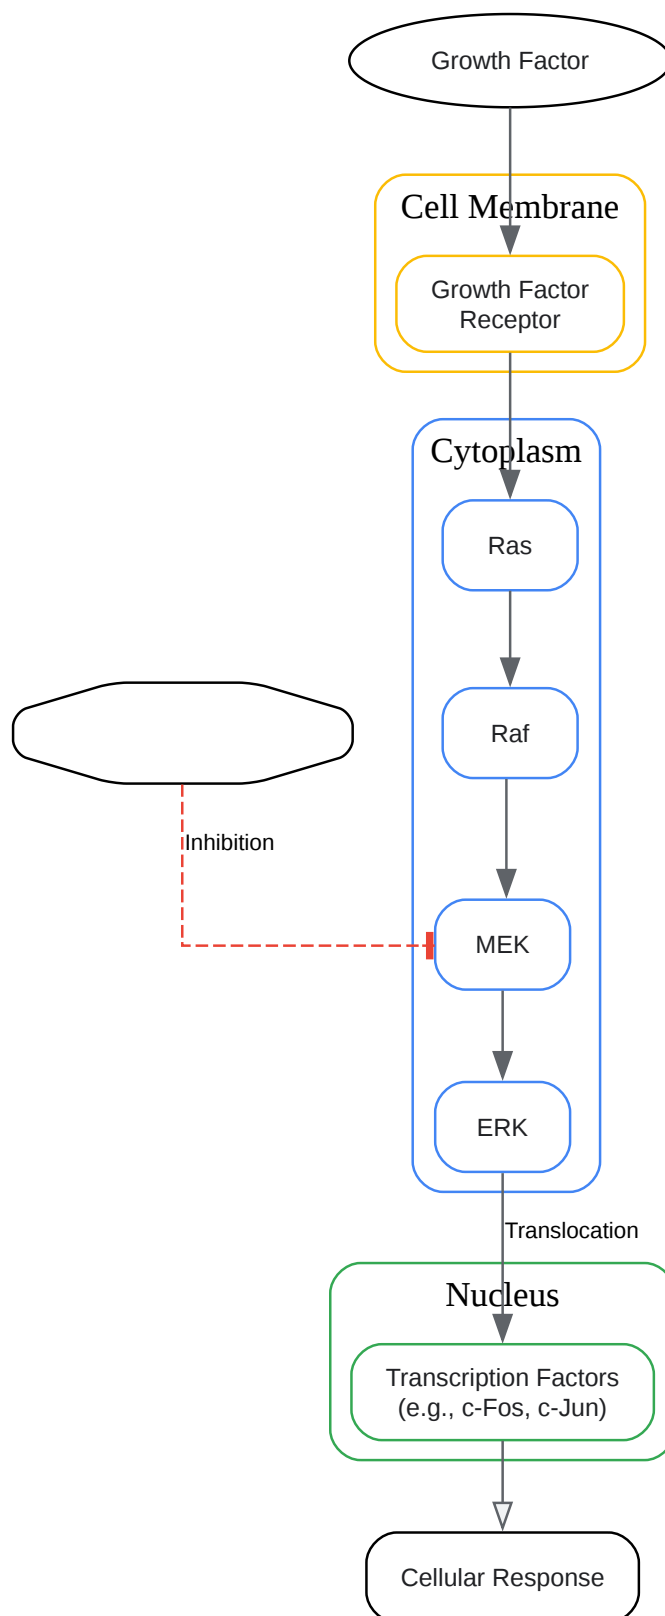 Growth Factor
Cell Membrane
Growth Factor
Receptor
Cytoplasm
Ras
Raf
Inhibition
MEK
ERK
Translocation
Nucleus
Transcription Factors
(e.g., c-Fos, c-Jun)
Cellular Response